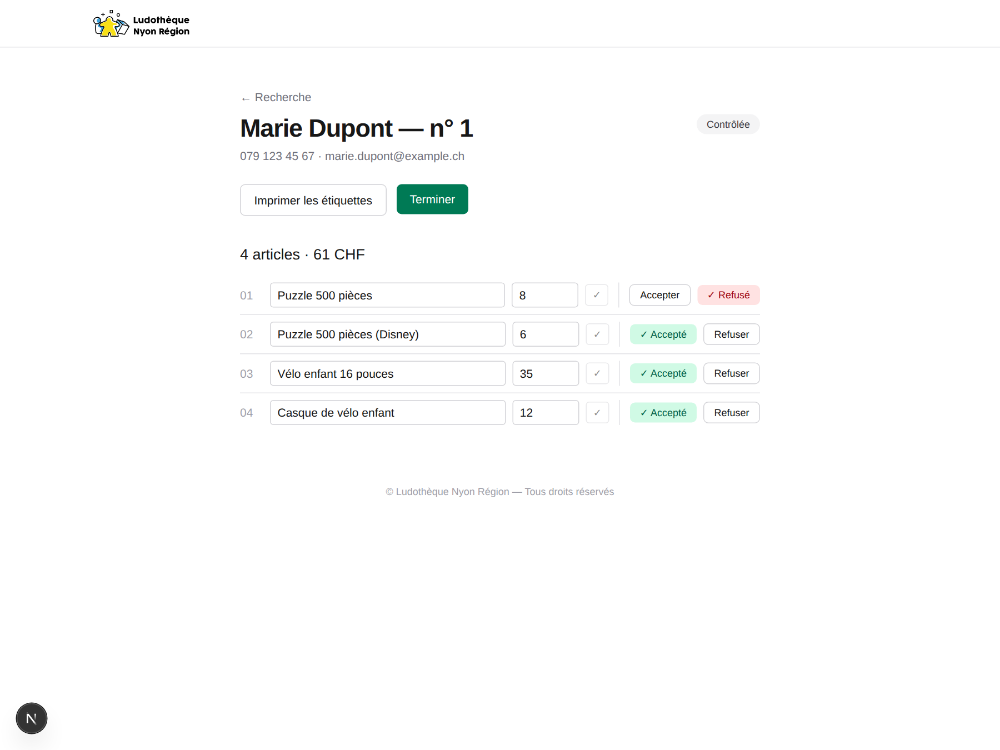 Ludothèque
Nyon Région
← Recherche
Marie Dupont — n° 1
Contrôlée
079 123 45 67 · marie.dupont@example.ch
Imprimer les étiquettes
Terminer
4 articles · 61 CHF
01 Puzzle 500 pièces 8 ✓ Accepter ✓ Refusé
02 Puzzle 500 pièces (Disney) 6 ✓ ✓ Accepté Refuser
03 Vélo enfant 16 pouces 35 ✓ ✓ Accepté Refuser
04 Casque de vélo enfant 12 ✓ ✓ Accepté Refuser
© Ludothèque Nyon Région — Tous droits réservés
N